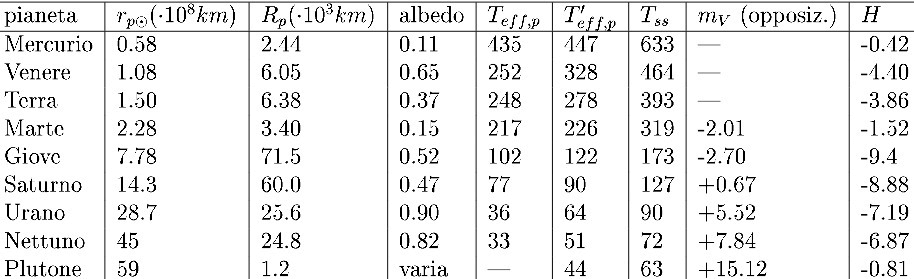 pianeta r_{p⊙}(·10^8 km) R_p(·10^3 km) albedo T_{eff,p} T'_{eff,p} T_{ss} m_V (opposiz.) H
Mercurio 0.58 2.44 0.11 435 447 633 — -0.42
Venere 1.08 6.05 0.65 252 328 464 — -4.40
Terra 1.50 6.38 0.37 248 278 393 — -3.86
Marte 2.28 3.40 0.15 217 226 319 -2.01 -1.52
Giove 7.78 71.5 0.52 102 122 173 -2.70 -9.4
Saturno 14.3 60.0 0.47 77 90 127 +0.67 -8.88
Urano 28.7 25.6 0.90 36 64 90 +5.52 -7.19
Nettuno 45 24.8 0.82 33 51 72 +7.84 -6.87
Plutone 59 1.2 varia — 44 63 +15.12 -0.81